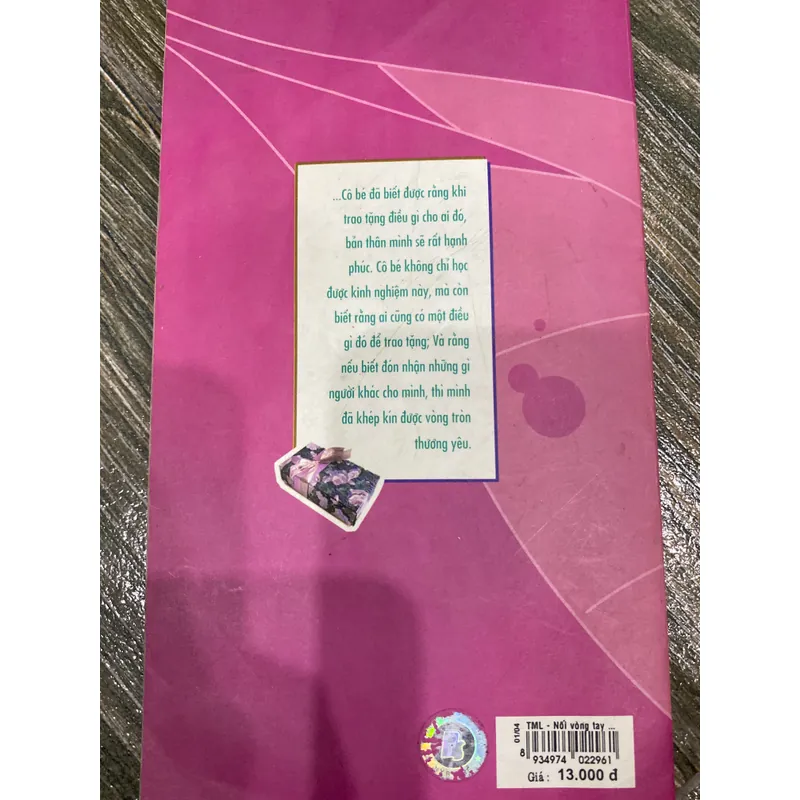 ...Cô bé đã biết được rằng khi
trao tặng điều gì cho ai đó,
bản thân mình sẽ rất hạnh
phúc. Cô bé không chỉ học
được kinh nghiệm này, mà còn
biết rằng ai cũng có một điều
gì đó để trao tặng; Và rằng
nếu biết đón nhận những gì
người khác cho mình, thì mình
đã khép kín được vòng tròn
thương yêu.
01/04
TML - Nối vòng tay ...
8 934974 022961
Giá : 13.000 đ